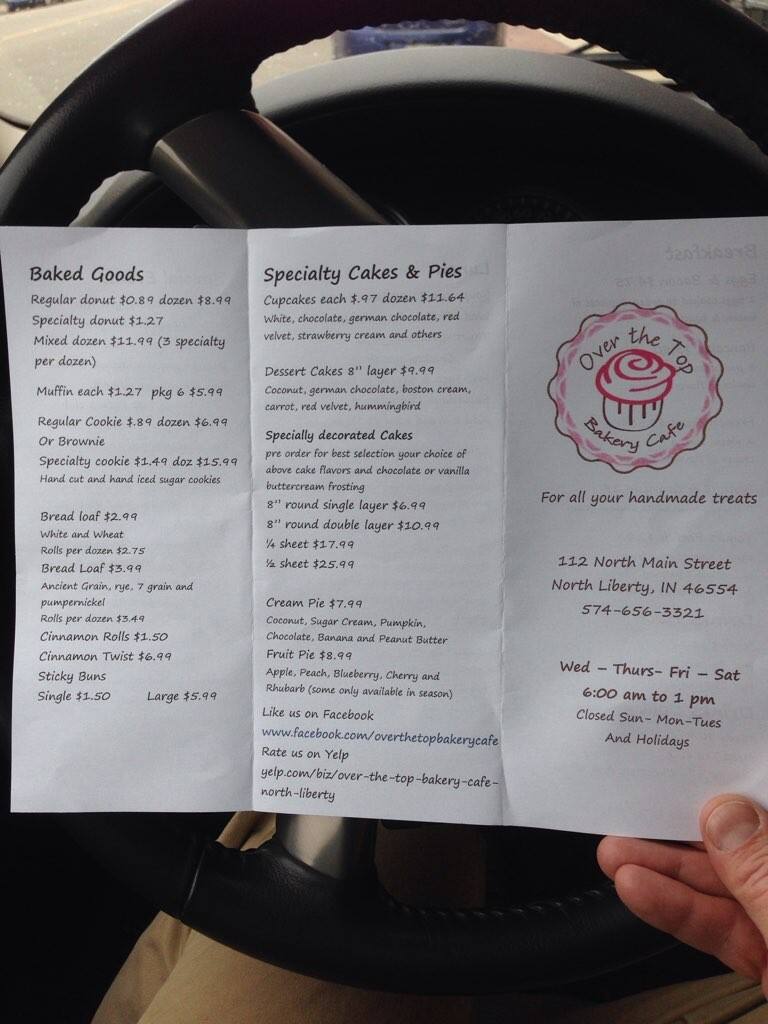 Baked Goods
Regular donut $0.89 dozen $8.99
Specialty donut $1.27
Mixed dozen $11.99 (3 specialty
per dozen)
Muffin each $1.27 pkg 6 $5.99
Regular Cookie $.89 dozen $6.99
Or Brownie
Specialty cookie $1.49 doz $15.99
Hand cut and hand iced sugar cookies
Bread loaf $2.99
White and Wheat
Rolls per dozen $2.75
Bread Loaf $3.99
Ancient Grain, rye, 7 grain and
pumpernickel
Rolls per dozen $3.49
Cinnamon Rolls $1.50
Cinnamon Twist $6.99
Sticky Buns
Single $1.50 Large $5.99
Specialty Cakes & Pies
Cupcakes each $.97 dozen $11.64
White, chocolate, german chocolate, red
velvet, strawberry cream and others
Dessert Cakes 8" layer $9.99
Coconut, german chocolate, boston cream,
carrot, red velvet, hummingbird
Specially decorated Cakes
pre order for best selection your choice of
above cake flavors and chocolate or vanilla
buttercream frosting
8" round single layer $6.99
8" round double layer $10.99
¼ sheet $17.99
½ sheet $25.99
Cream Pie $7.99
Coconut, Sugar Cream, Pumpkin,
Chocolate, Banana and Peanut Butter
Fruit Pie $8.99
Apple, Peach, Blueberry, Cherry and
Rhubarb (some only available in season)
Like us on Facebook
www.facebook.com/overthetopbakerycafe
Rate us on Yelp
yelp.com/biz/over-the-top-bakery-cafe-
north-liberty
Over the Top
Bakery Cafe
For all your handmade treats
112 North Main Street
North Liberty, IN 46554
574-656-3321
Wed - Thurs- Fri - Sat
6:00 am to 1 pm
Closed Sun- Mon-Tues
And Holidays